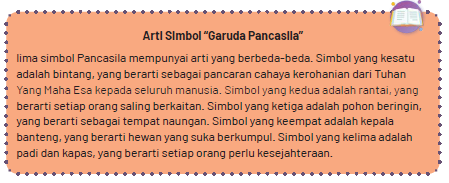 Arti Simbol “Garuda Pancasila”
lima simbol Pancasila mempunyai arti yang berbeda-beda. Simbol yang kesatu
adalah bintang, yang berarti sebagai pancaran cahaya kerohanian dari Tuhan
Yang Maha Esa kepada seluruh manusia. Simbol yang kedua adalah rantai, yang
berarti setiap orang saling berkaitan. Simbol yang ketiga adalah pohon beringin,
yang berarti sebagai tempat naungan. Simbol yang keempat adalah kepala
banteng, yang berarti hewan yang suka berkumpul. Simbol yang kelima adalah
padi dan kapas, yang berarti setiap orang perlu kesejahteraan.